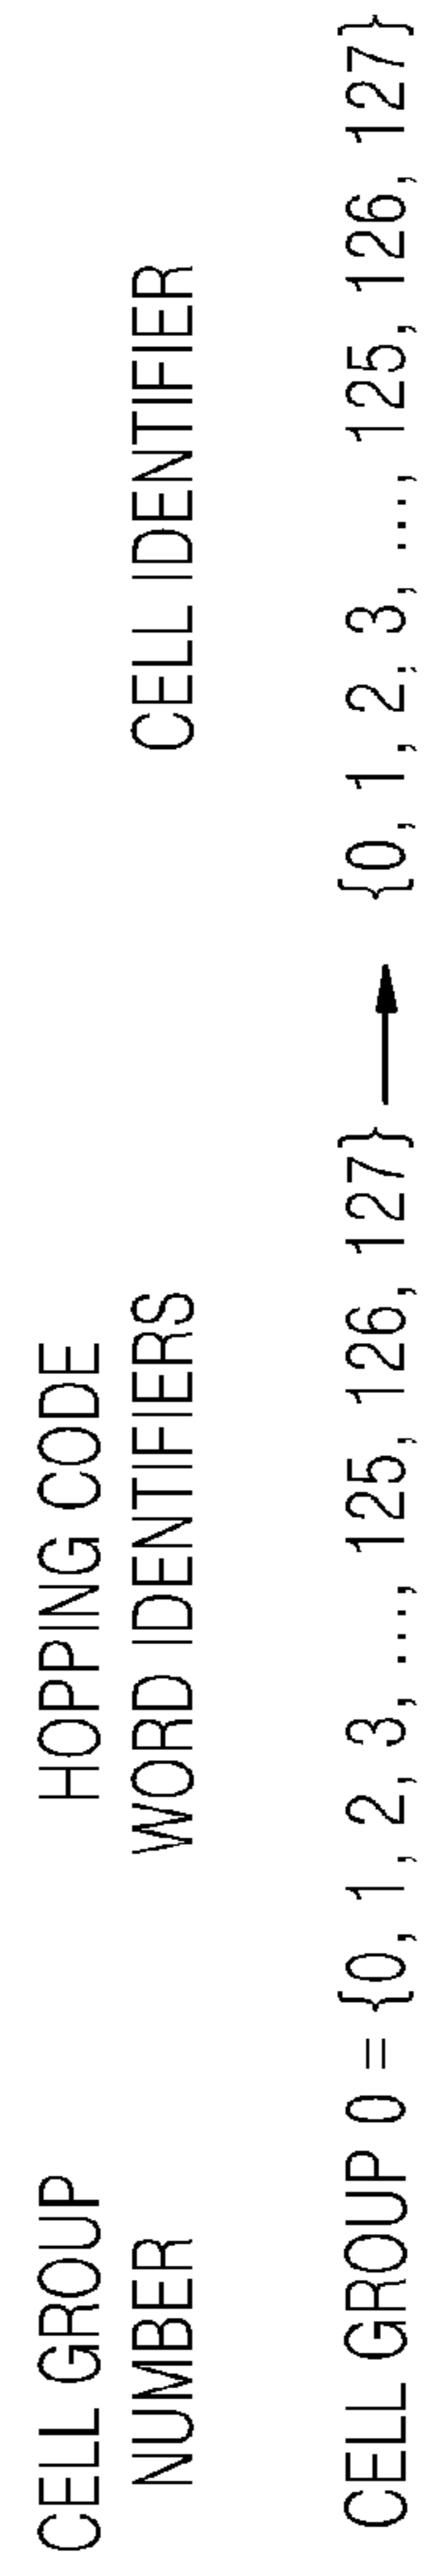 CELL GROUP NUMBER
HOPPING CODE WORD IDENTIFIERS
CELL IDENTIFIER
CELL GROUP 0 = {0, 1, 2, 3, ..., 125, 126, 127} → {0, 1, 2, 3, ..., 125, 126, 127}